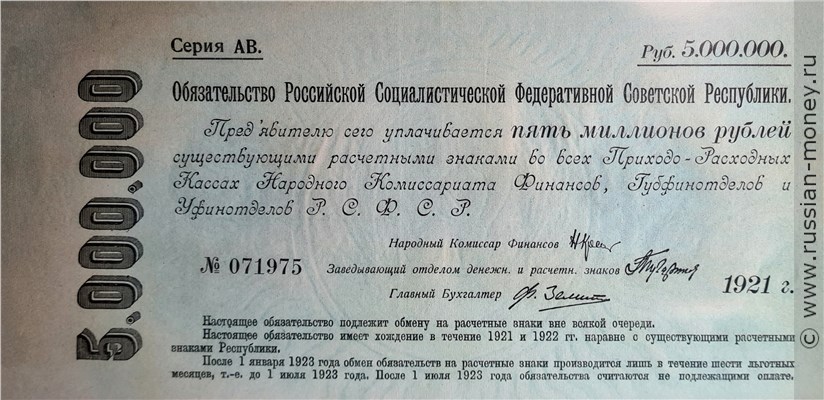 Серия АВ.
Руб. 5.000.000.
5.000.000
Обязательство Российской Социалистической Федеративной Советской Республики.
Пред'явителю сего уплачивается пять миллионов рублей
существующими расчетными знаками во всех Приходо-Расходных
Кассах Народного Комиссариата Финансов, Губфинотделов и
Уфинотделов Р. С. Ф. С. Р.
Народный Комиссар Финансов
№ 071975
Заведывающий отделом денежн. и расчетн. знаков
1921 г.
Главный Бухгалтер
Настоящее обязательство подлежит обмену на расчетные знаки вне всякой очереди.
Настоящее обязательство имеет хождение в течение 1921 и 1922 гг. наравне с существующими расчетными
знаками Республики.
После 1 января 1923 года обмен обязательств на расчетные знаки производится лишь в течение шести льготных
месяцев, т.-е. до 1 июля 1923 года. После 1 июля 1923 года обязательства считаются не подлежащими оплате.
© www.russian-money.ru